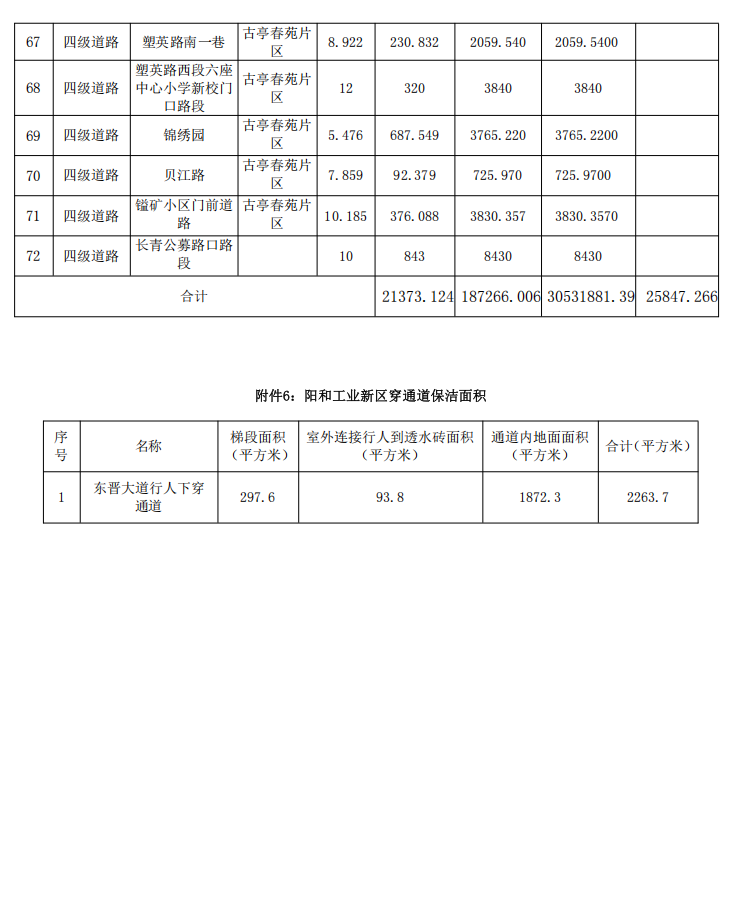 67 四级道路 塑英路南一巷 古亭春苑片区 8.922 230.832 2059.540 2059.5400
68 四级道路 塑英路西段六座中心小学新校门口路段 古亭春苑片区 12 320 3840 3840
69 四级道路 锦绣园 古亭春苑片区 5.476 687.549 3765.220 3765.2200
70 四级道路 贝江路 古亭春苑片区 7.859 92.379 725.970 725.9700
71 四级道路 锰矿小区门前道路 古亭春苑片区 10.185 376.088 3830.357 3830.3570
72 四级道路 长青公募路口路段 10 843 8430 8430
合计 21373.124 187266.006 30531881.39 25847.266
附件6：阳和工业新区穿通道保洁面积
序号 名称 梯段面积（平方米） 室外连接行人到透水砖面积（平方米） 通道内地面面积（平方米） 合计（平方米）
1 东晋大道行人下穿通道 297.6 93.8 1872.3 2263.7